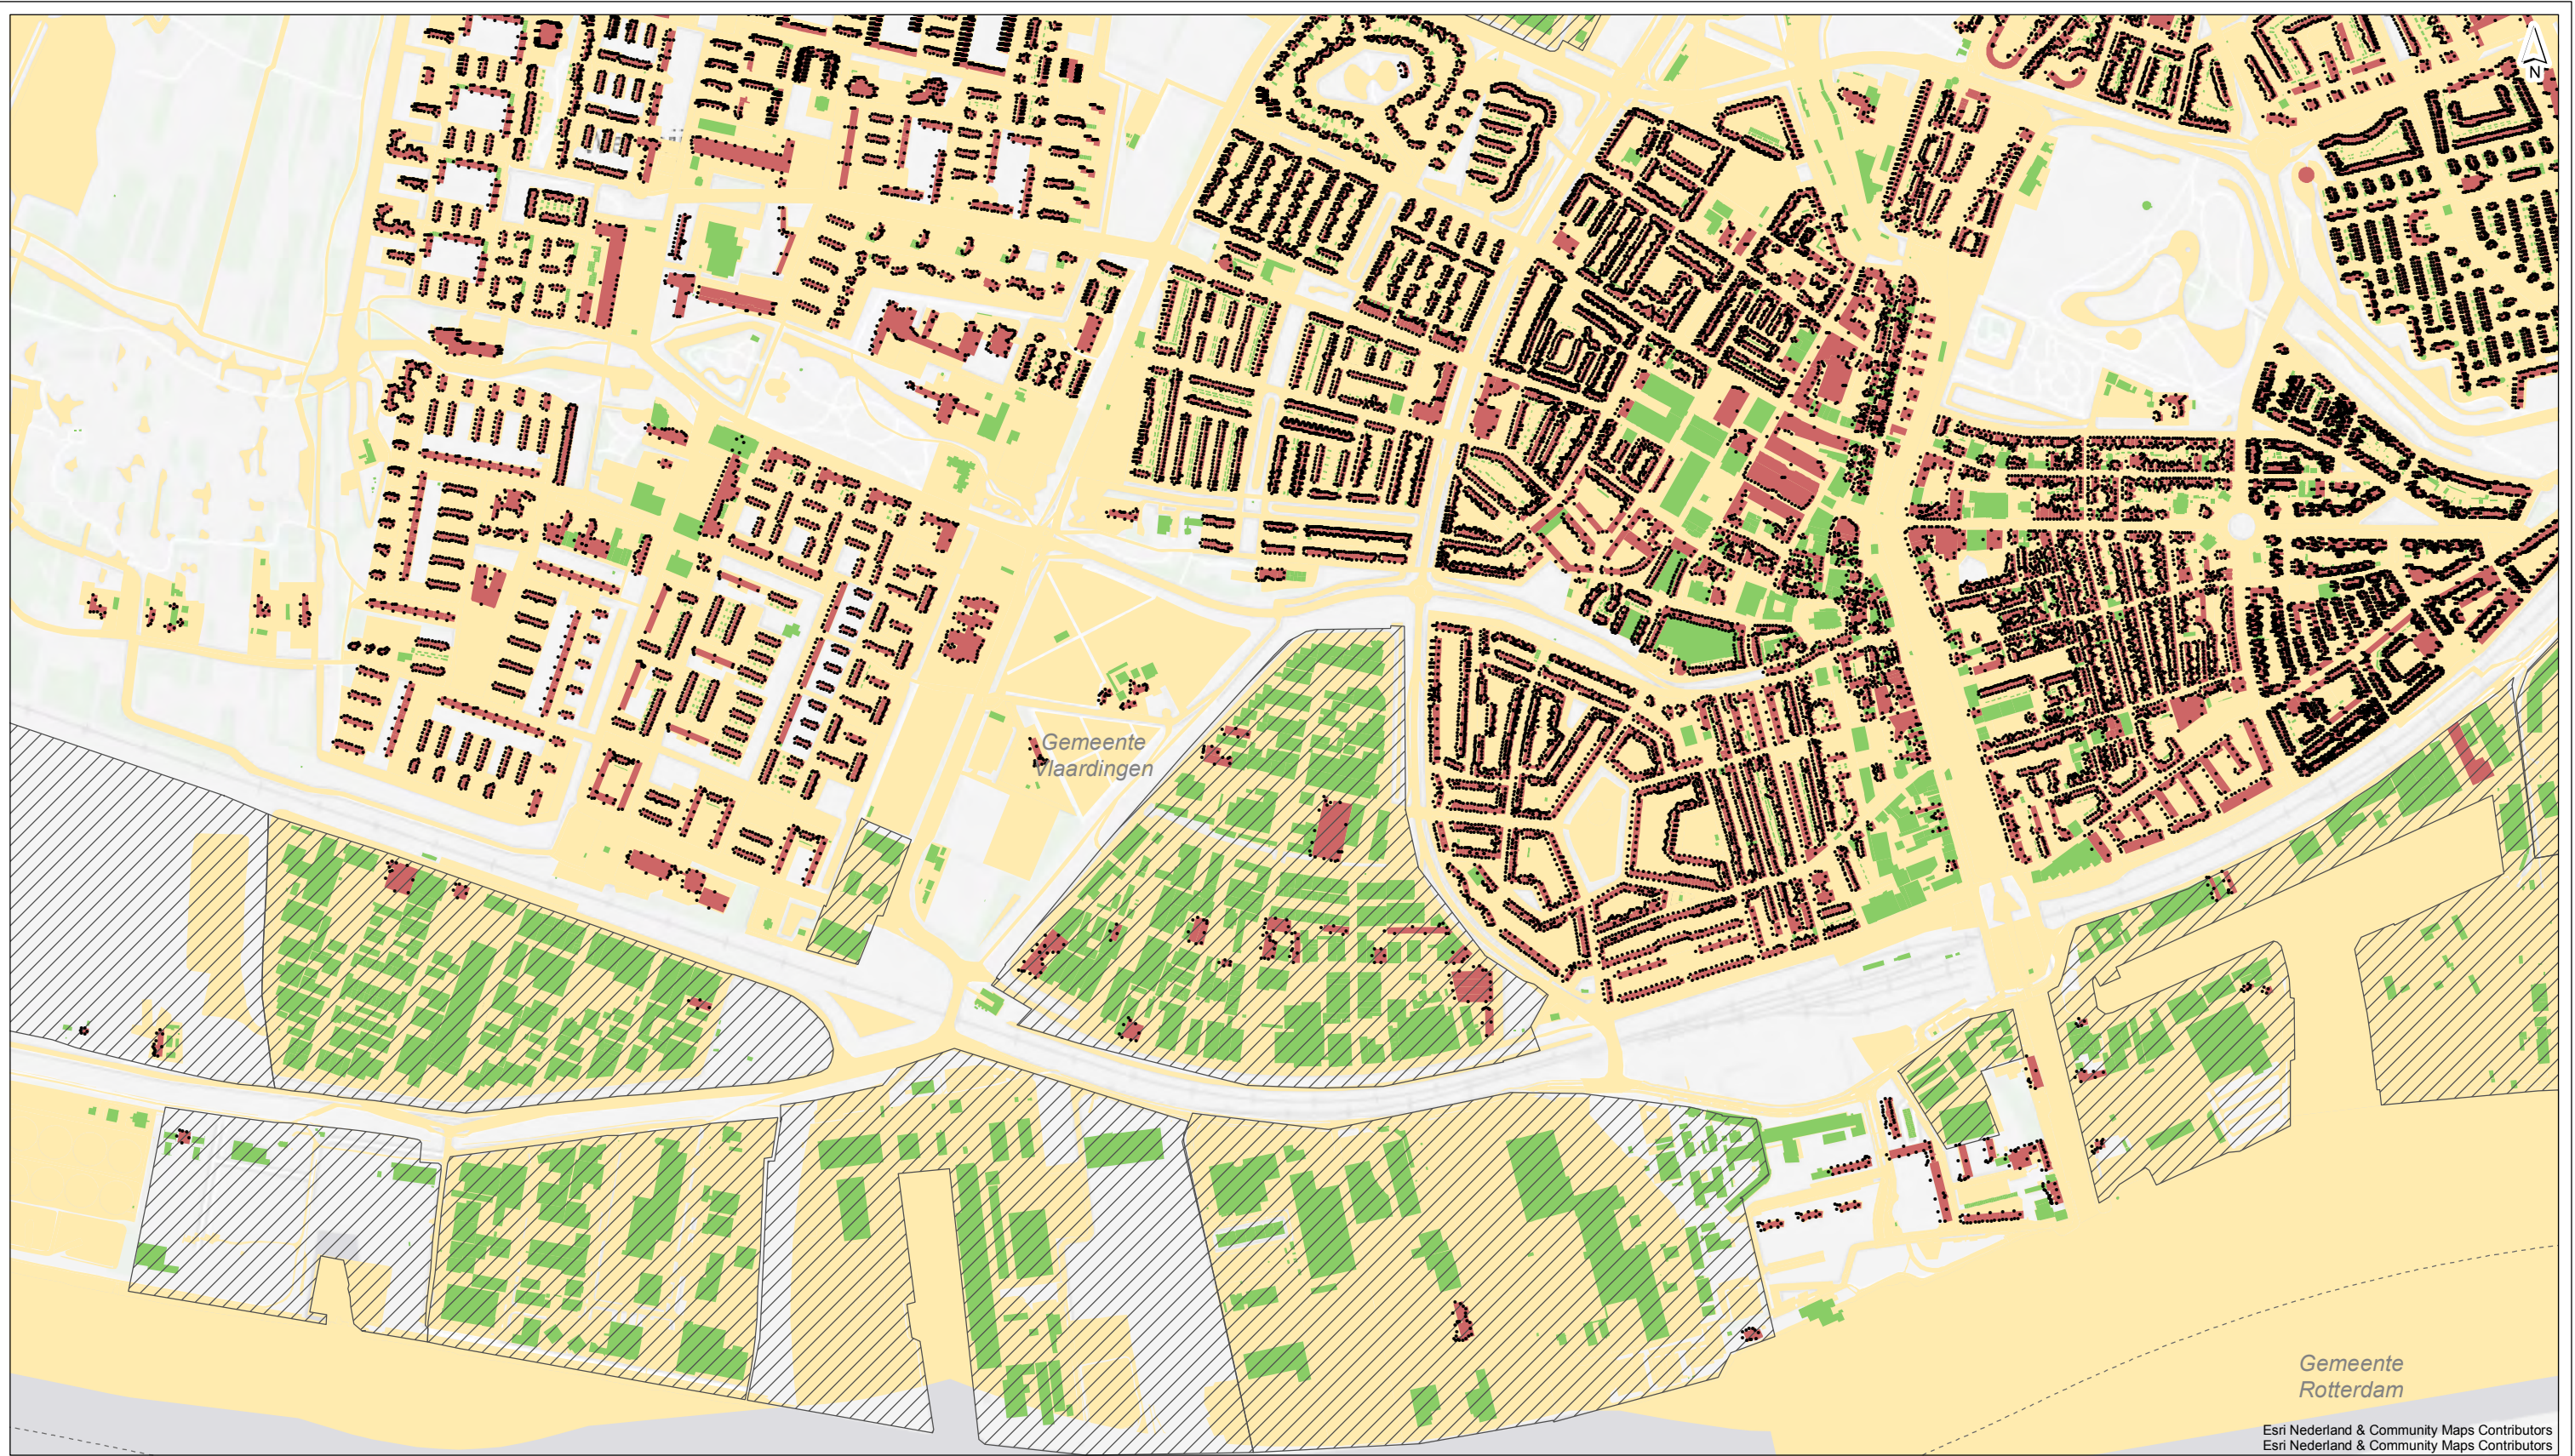 N
Gemeente
Vlaardingen
Gemeente
Rotterdam
Esri Nederland & Community Maps Contributors
Esri Nederland & Community Maps Contributors